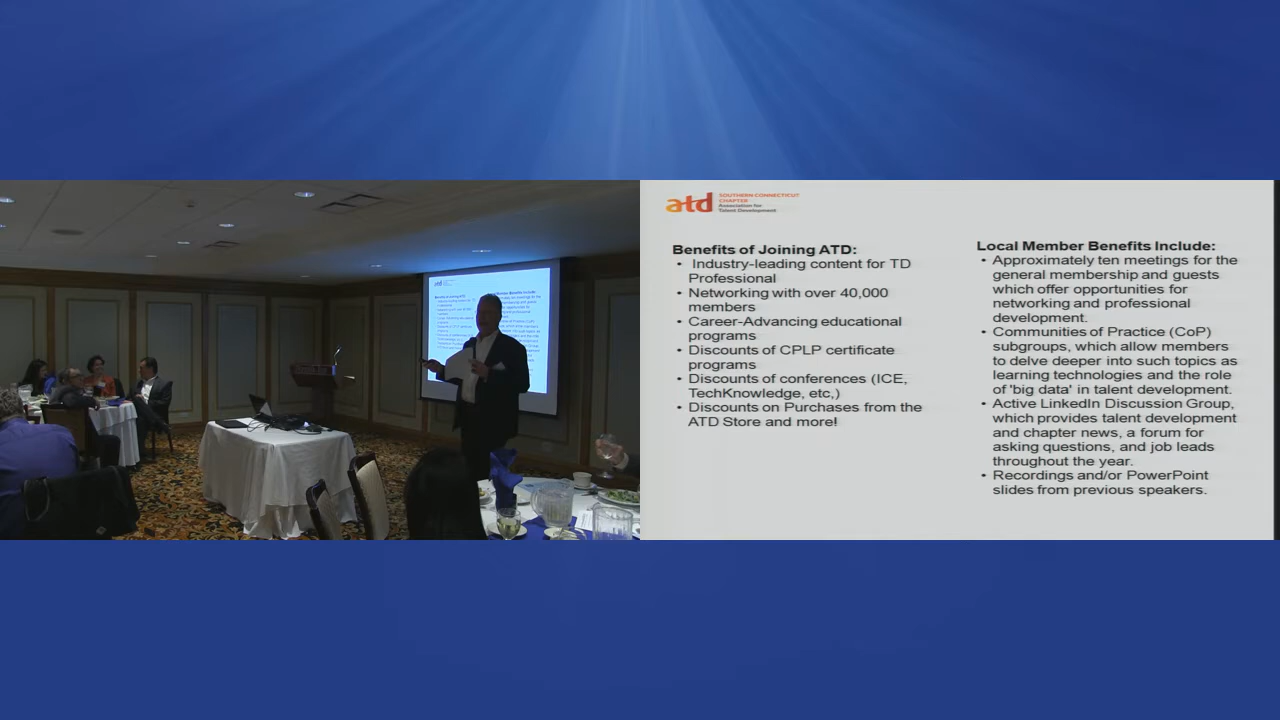 atd
SOUTHERN CONNECTICUT
CHAPTER
Association for
Talent Development
Benefits of Joining ATD:
• Industry-leading content for TD
Professional
• Networking with over 40,000
members
• Career-Advancing educational
programs
• Discounts of CPLP certificate
programs
• Discounts of conferences (ICE,
TechKnowledge, etc,)
• Discounts on Purchases from the
ATD Store and more!
Local Member Benefits Include:
• Approximately ten meetings for the
general membership and guests
which offer opportunities for
networking and professional
development.
• Communities of Practice (CoP)
subgroups, which allow members
to delve deeper into such topics as
learning technologies and the role
of 'big data' in talent development.
• Active LinkedIn Discussion Group,
which provides talent development
and chapter news, a forum for
asking questions, and job leads
throughout the year.
• Recordings and/or PowerPoint
slides from previous speakers.